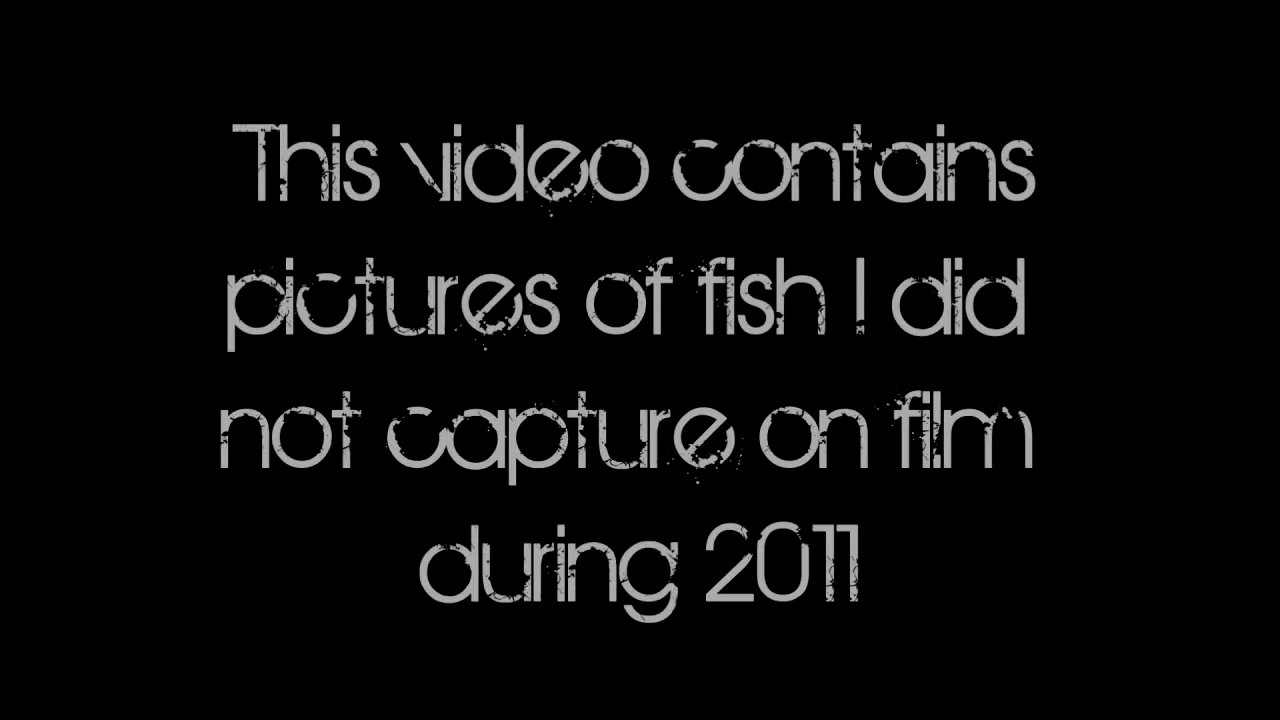 This video contains
pictures of fish I did
not capture on film
during 2011